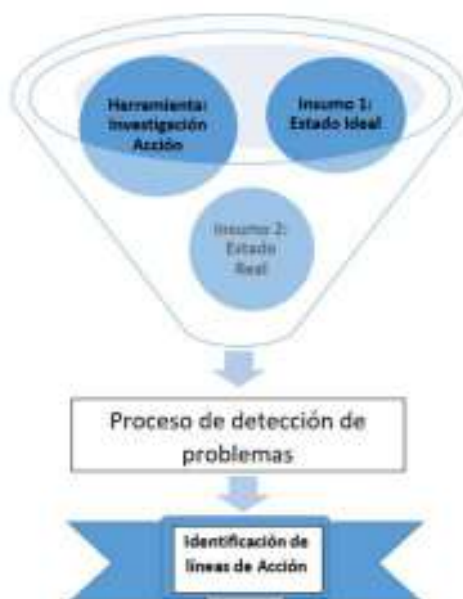 Herramienta:
Investigación
Acción
Insumo 1:
Estado Ideal
Insumo 2:
Estado
Real
Proceso de detección de
problemas
Identificación de
líneas de Acción